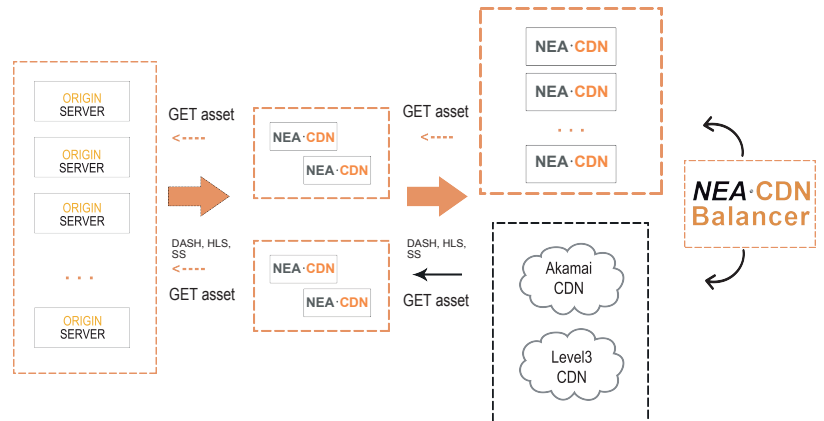 ORIGIN
SERVER
ORIGIN
SERVER
ORIGIN
SERVER
...
ORIGIN
SERVER
GET asset
<----
DASH, HLS,
SS
<----
GET asset
NEA·CDN
NEA·CDN
NEA·CDN
NEA·CDN
GET asset
<----
DASH, HLS,
SS
GET asset
NEA·CDN
NEA·CDN
...
NEA·CDN
Akamai
CDN
Level3
CDN
NEA·CDN
Balancer